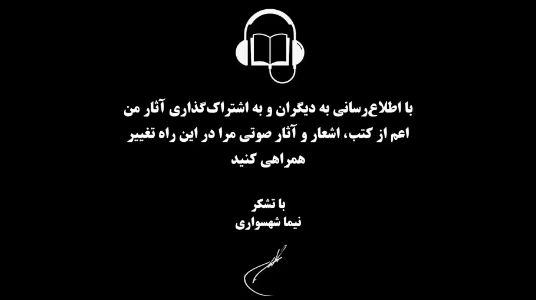 با اطلاع‌رسانی به دیگران و به اشتراک‌گذاری آثار من
اعم از کتب، اشعار و آثار صوتی مرا در این راه تغییر
همراهی کنید
با تشکر
نیما شهسواری